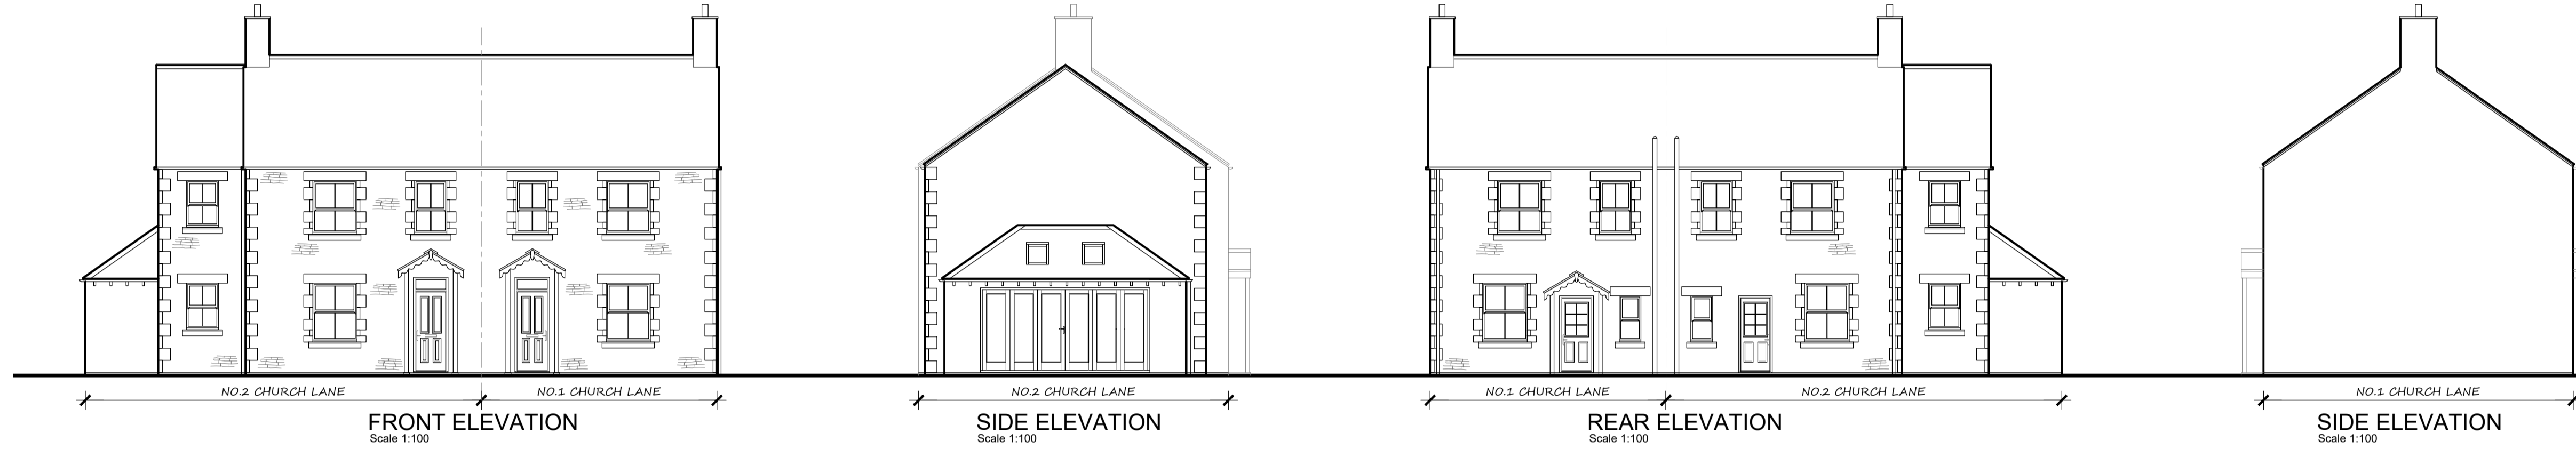 NO.2 CHURCH LANE NO.1 CHURCH LANE
FRONT ELEVATION
Scale 1:100
NO.2 CHURCH LANE
SIDE ELEVATION
Scale 1:100
NO.1 CHURCH LANE NO.2 CHURCH LANE
REAR ELEVATION
Scale 1:100
NO.1 CHURCH LANE
SIDE ELEVATION
Scale 1:100